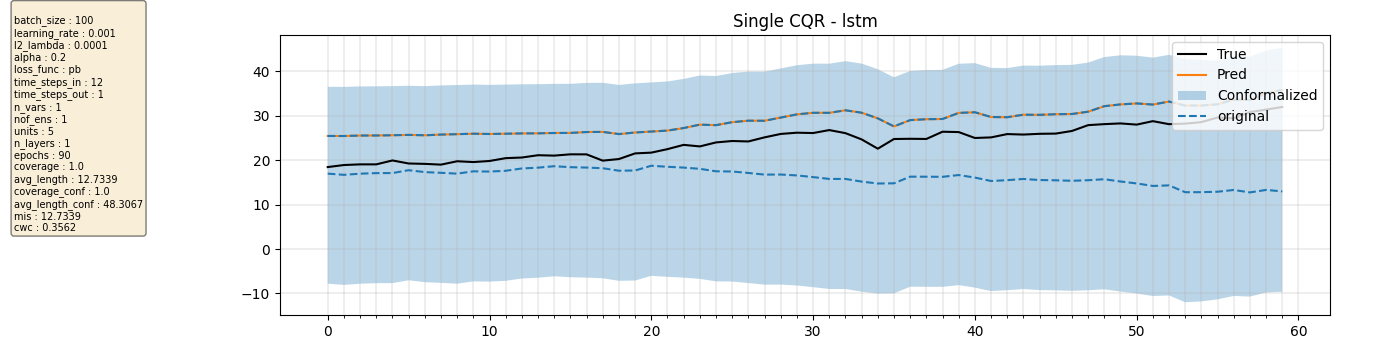 batch_size : 100
learning_rate : 0.001
l2_lambda : 0.0001
alpha : 0.2
loss_func : pb
time_steps_in : 12
time_steps_out : 1
n_vars : 1
nof_ens : 1
units : 5
n_layers : 1
epochs : 90
coverage : 1.0
avg_length : 12.7339
coverage_conf : 1.0
avg_length_conf : 48.3067
mis : 12.7339
cwc : 0.3562
Single CQR - lstm
True
Pred
Conformalized
original
40
30
20
10
0
−10
0 10 20 30 40 50 60